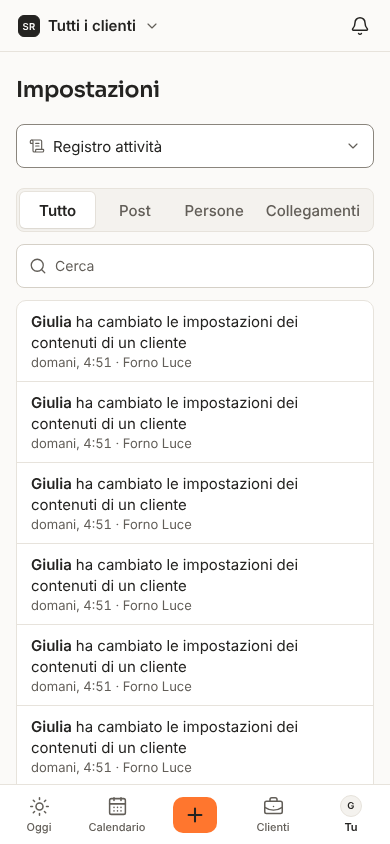 SR Tutti i clienti
Impostazioni
Registro attività
Tutto Post Persone Collegamenti
Cerca
Giulia ha cambiato le impostazioni dei
contenuti di un cliente
domani, 4:51 · Forno Luce
Giulia ha cambiato le impostazioni dei
contenuti di un cliente
domani, 4:51 · Forno Luce
Giulia ha cambiato le impostazioni dei
contenuti di un cliente
domani, 4:51 · Forno Luce
Giulia ha cambiato le impostazioni dei
contenuti di un cliente
domani, 4:51 · Forno Luce
Giulia ha cambiato le impostazioni dei
contenuti di un cliente
domani, 4:51 · Forno Luce
Giulia ha cambiato le impostazioni dei
contenuti di un cliente
domani, 4:51 · Forno Luce
G
Oggi Calendario Clienti Tu